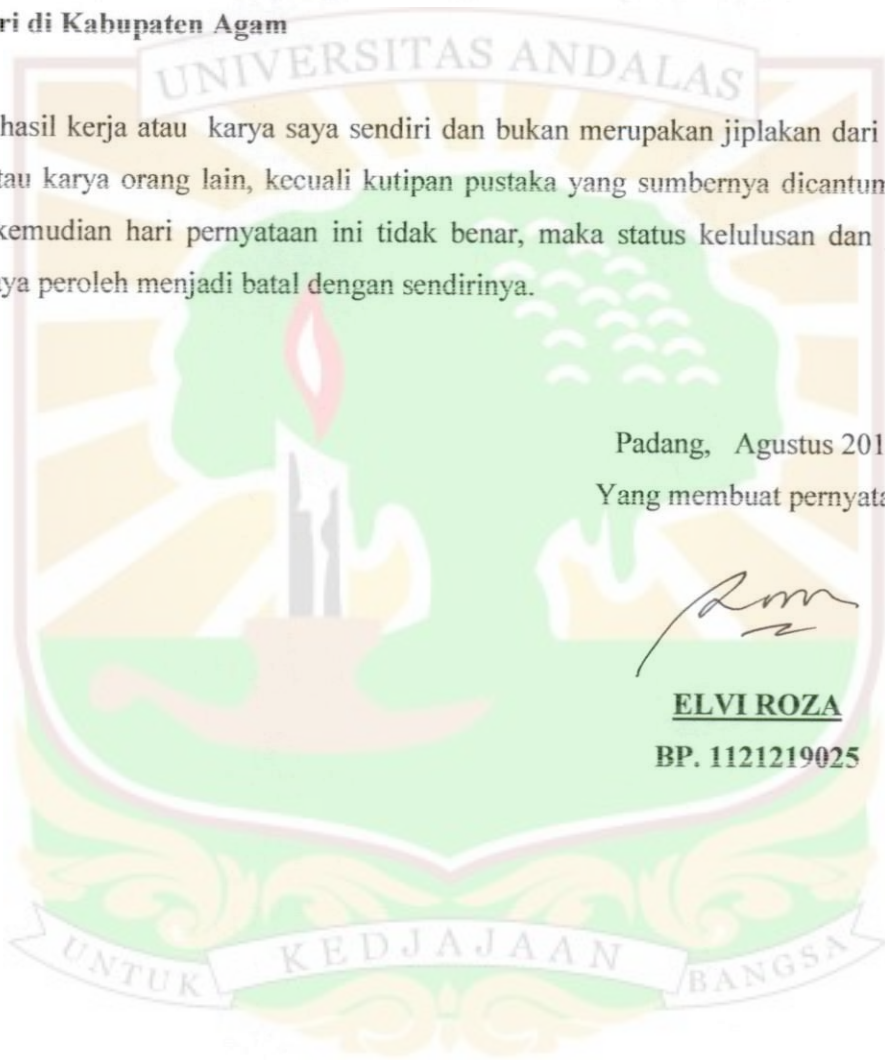 ri di Kabupaten Agam
UNIVERSITAS ANDALAS
hasil kerja atau karya saya sendiri dan bukan merupakan jiplakan dari
tau karya orang lain, kecuali kutipan pustaka yang sumbernya dicantum
kemudian hari pernyataan ini tidak benar, maka status kelulusan dan
ya peroleh menjadi batal dengan sendirinya.
Padang, Agustus 201
Yang membuat pernyata
ELVI ROZA
BP. 1121219025
UNTUK KEDJAJAAN BANGSA